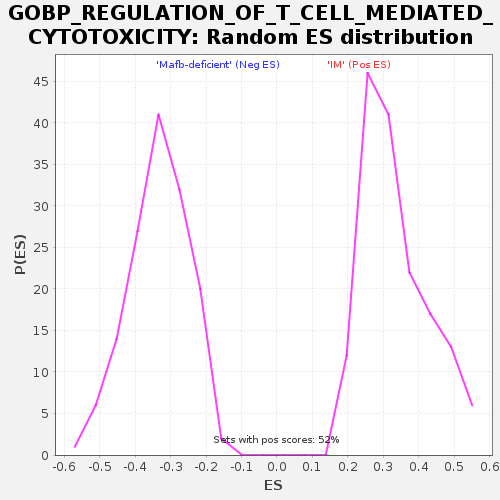 GOBP_REGULATION_OF_T_CELL_MEDIATED_
CYTOTOXICITY: Random ES distribution
'Mafb-deficient' (Neg ES)
'IM' (Pos ES)
45
40
35
30
25
20
15
10
5
0
P(ES)
Sets with pos scores: 52%
-0.6 -0.5 -0.4 -0.3 -0.2 -0.1 0.0 0.1 0.2 0.3 0.4 0.5 0.6
ES